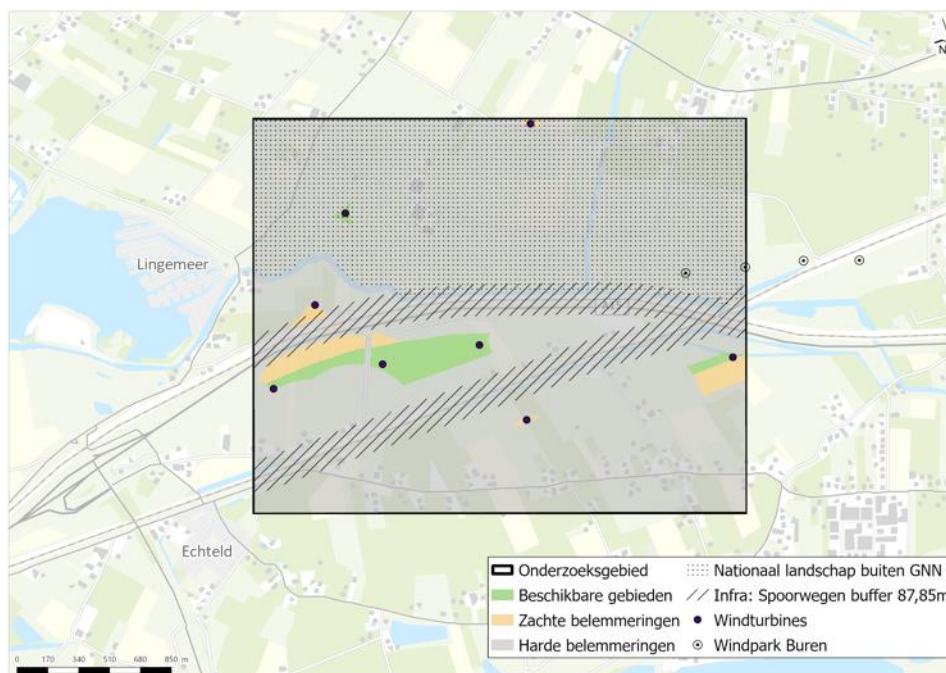 N
Lingemeer
A15
Echteld
Onderzoeksgebied
Beschikbare gebieden
Zachte belemmeringen
Harde belemmeringen
Nationaal landschap buiten GNN
Infra: Spoorwegen buffer 87,85m
Windturbines
Windpark Buren
0 170 340 510 680 850 m